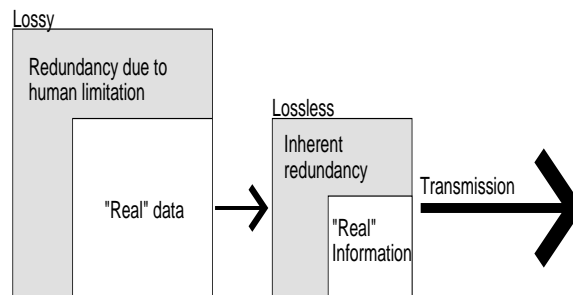 Lossy
Redundancy due to
human limitation
"Real" data
Lossless
Inherent
redundancy
"Real"
Information
Transmission